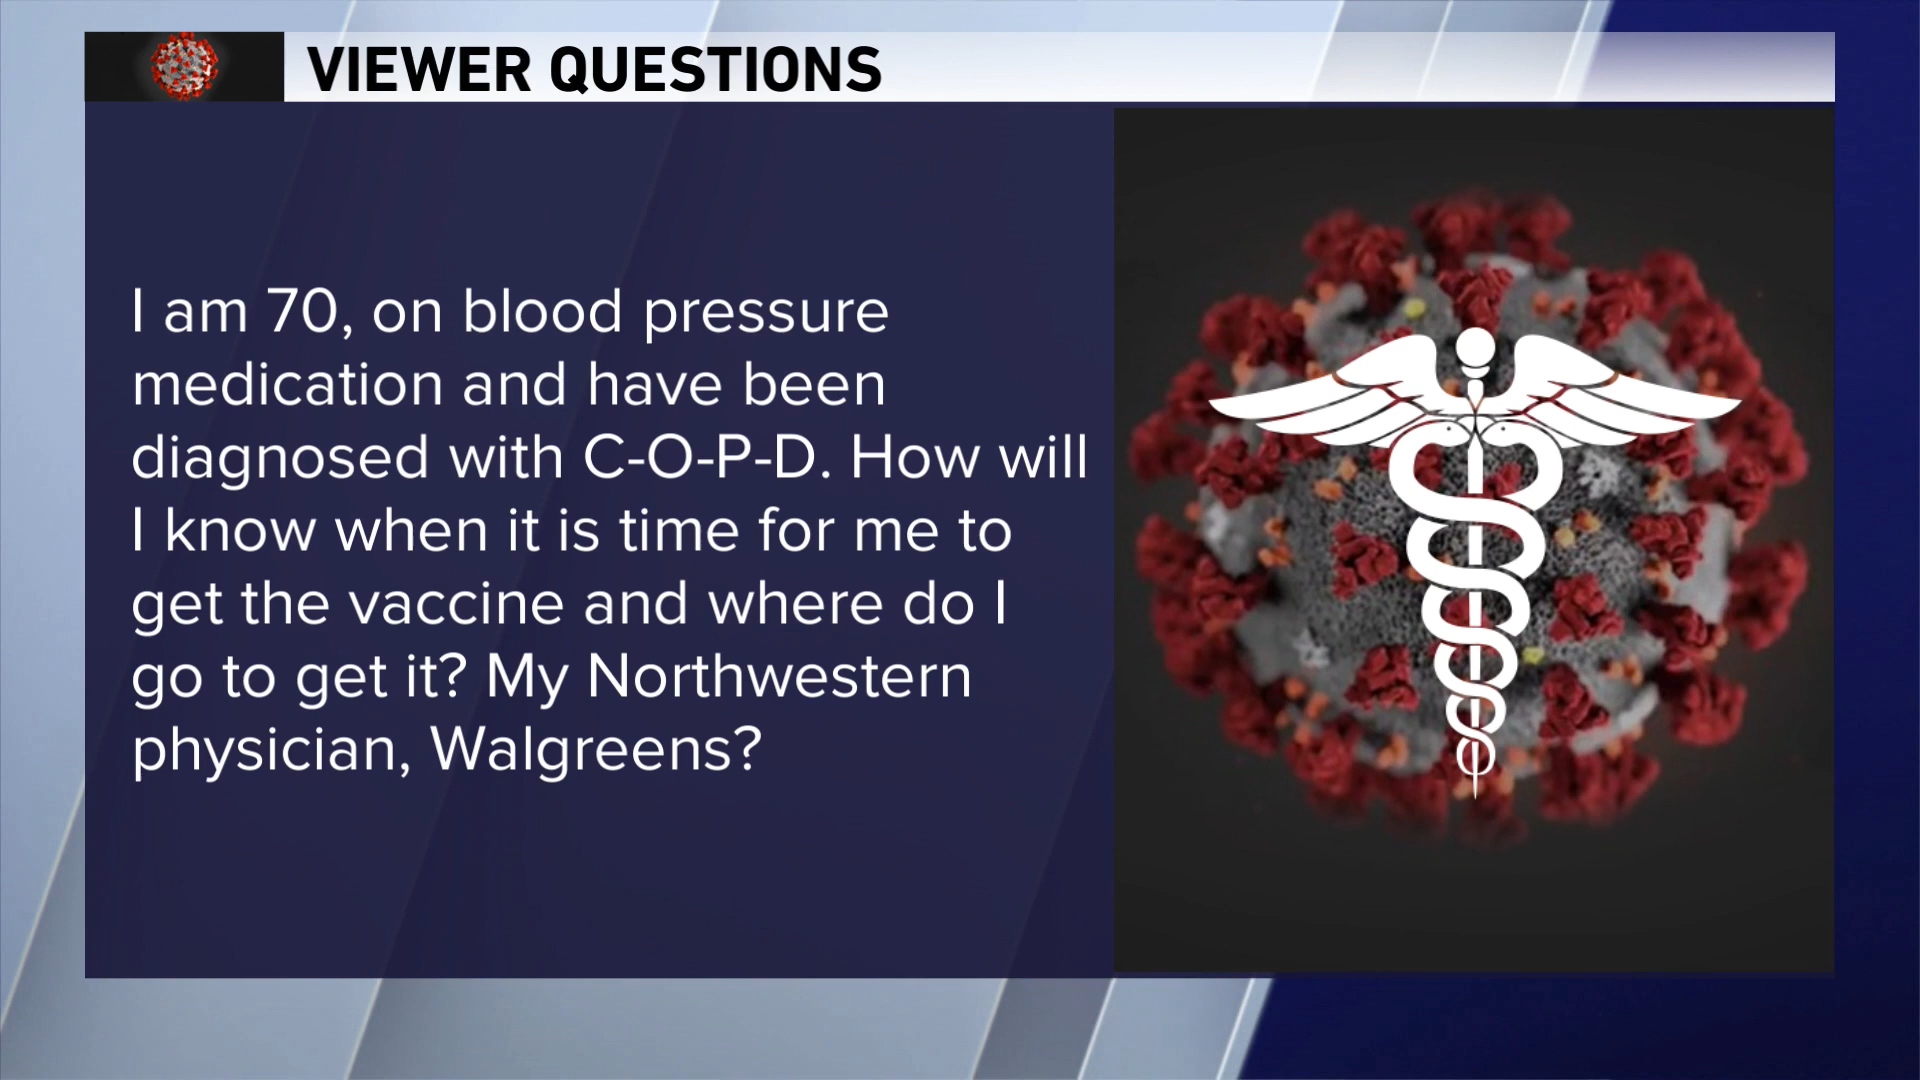 VIEWER QUESTIONS
I am 70, on blood pressure
medication and have been
diagnosed with C-O-P-D. How will
I know when it is time for me to
get the vaccine and where do I
go to get it? My Northwestern
physician, Walgreens?